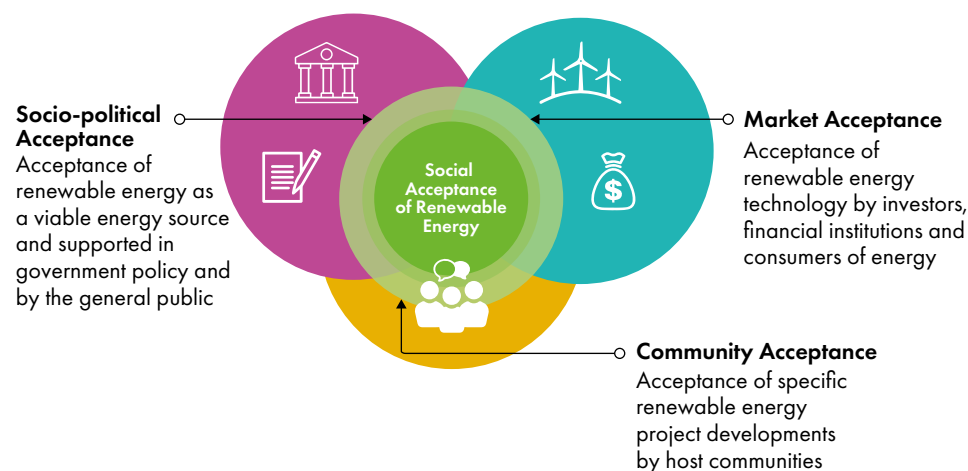 Socio-political
Acceptance
Acceptance of
renewable energy as
a viable energy source
and supported in
government policy and
by the general public
Social
Acceptance
of Renewable
Energy
$
Market Acceptance
Acceptance of
renewable energy
technology by investors,
financial institutions and
consumers of energy
Community Acceptance
Acceptance of specific
renewable energy
project developments
by host communities